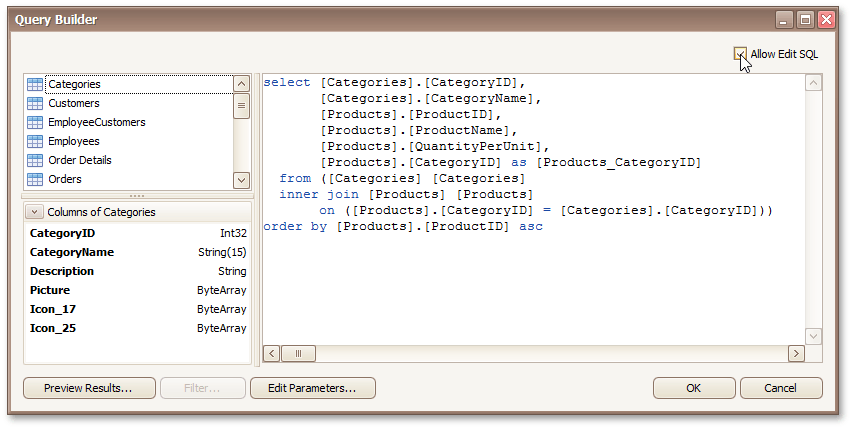 Query Builder
Allow Edit SQL
Categories
Customers
EmployeeCustomers
Employees
Order Details
Orders
Columns of Categories
CategoryID Int32
CategoryName String(15)
Description String
Picture ByteArray
Icon_17 ByteArray
Icon_25 ByteArray
select [Categories].[CategoryID],
       [Categories].[CategoryName],
       [Products].[ProductID],
       [Products].[ProductName],
       [Products].[QuantityPerUnit],
       [Products].[CategoryID] as [Products_CategoryID]
  from ([Categories] [Categories]
  inner join [Products] [Products]
       on ([Products].[CategoryID] = [Categories].[CategoryID]))
order by [Products].[ProductID] asc
Preview Results... Filter... Edit Parameters... OK Cancel